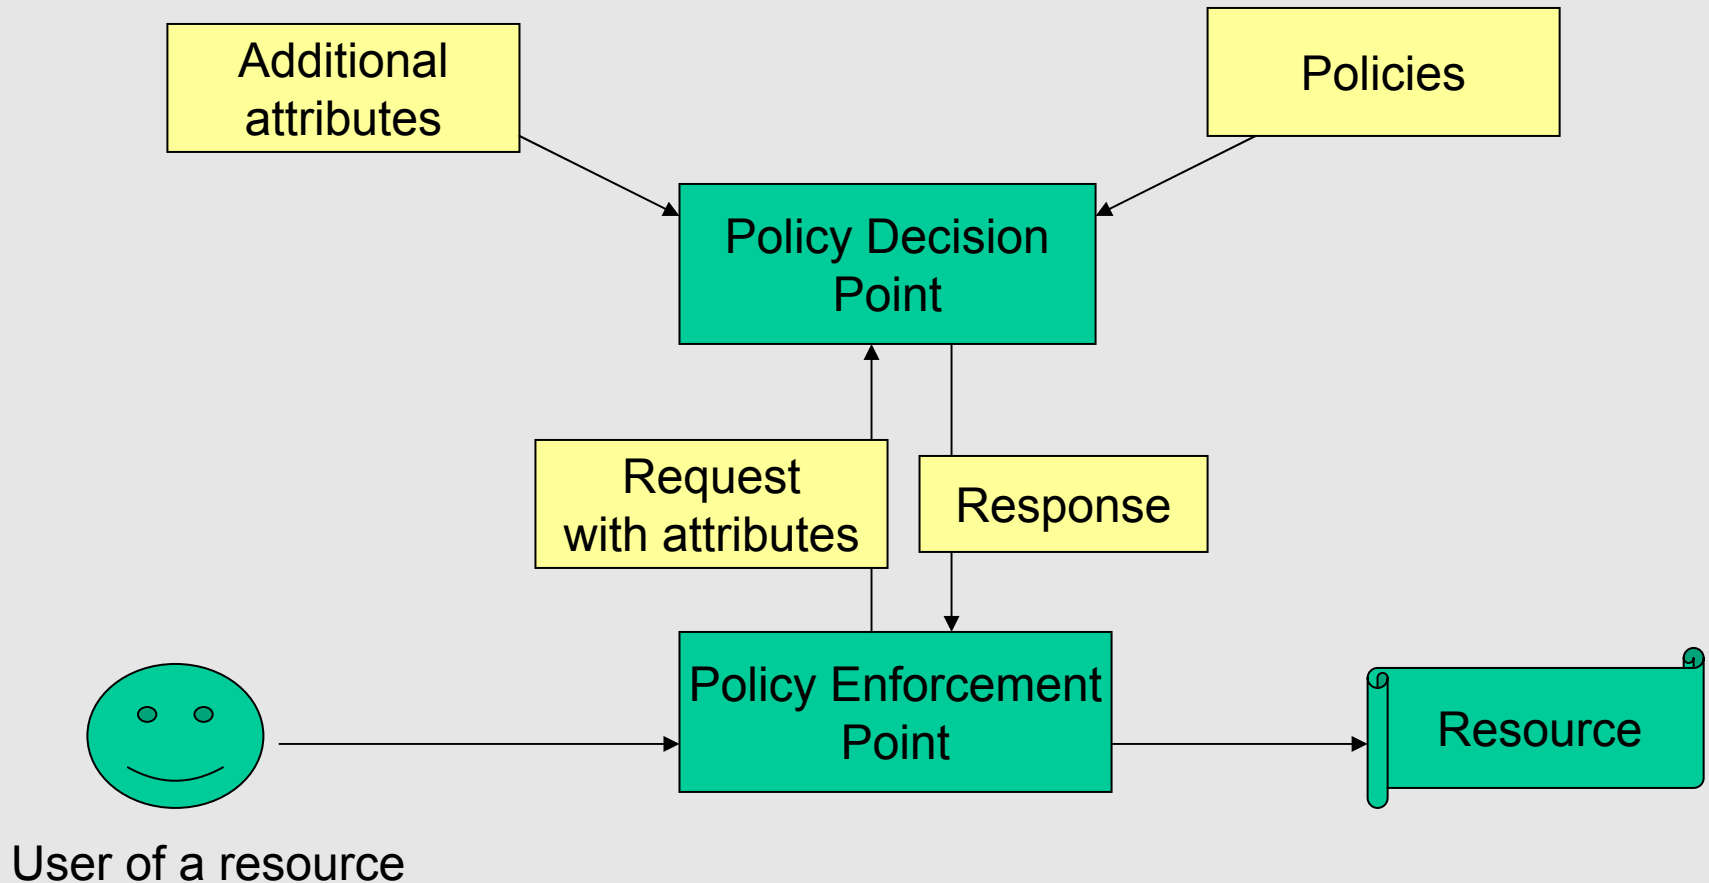 Additional
attributes
Policies
Policy Decision
Point
Request
with attributes
Response
Policy Enforcement
Point
Resource
User of a resource